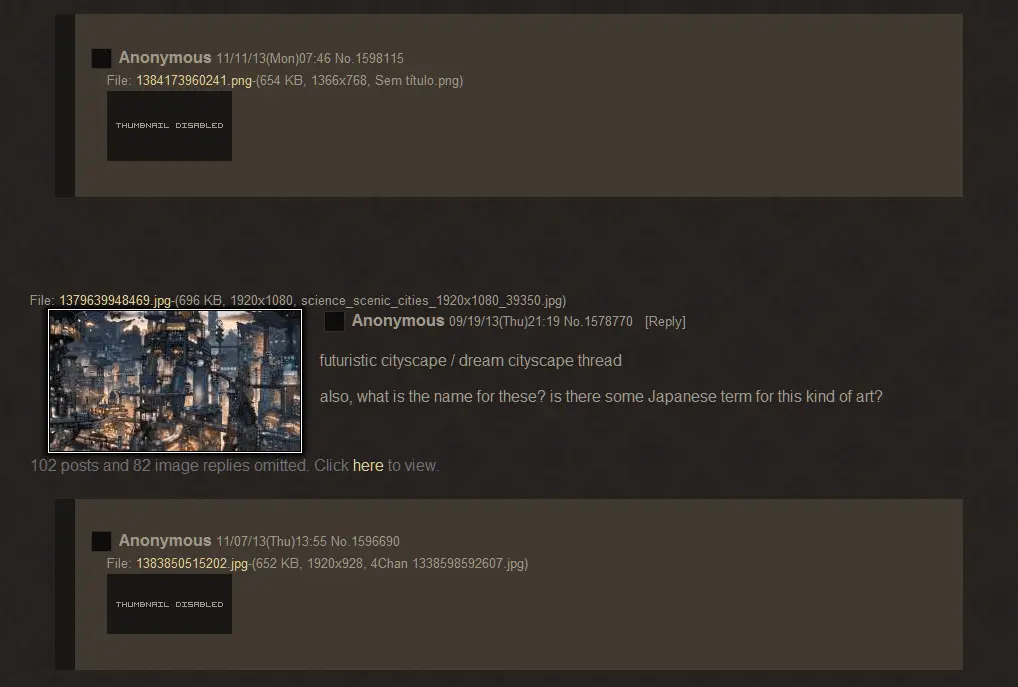 Anonymous 11/11/13(Mon)07:46 No.1598115
File: 1384173960241.png-(654 KB, 1366x768, Sem título.png)
THUMBNAIL DISABLED
File: 1379639948469.jpg-(696 KB, 1920x1080, science_scenic_cities_1920x1080_39350.jpg)
Anonymous 09/19/13(Thu)21:19 No.1578770 [Reply]
futuristic cityscape / dream cityscape thread
also, what is the name for these? is there some Japanese term for this kind of art?
102 posts and 82 image replies omitted. Click here to view.
Anonymous 11/07/13(Thu)13:55 No.1596690
File: 1383850515202.jpg-(652 KB, 1920x928, 4Chan 1338598592607.jpg)
THUMBNAIL DISABLED